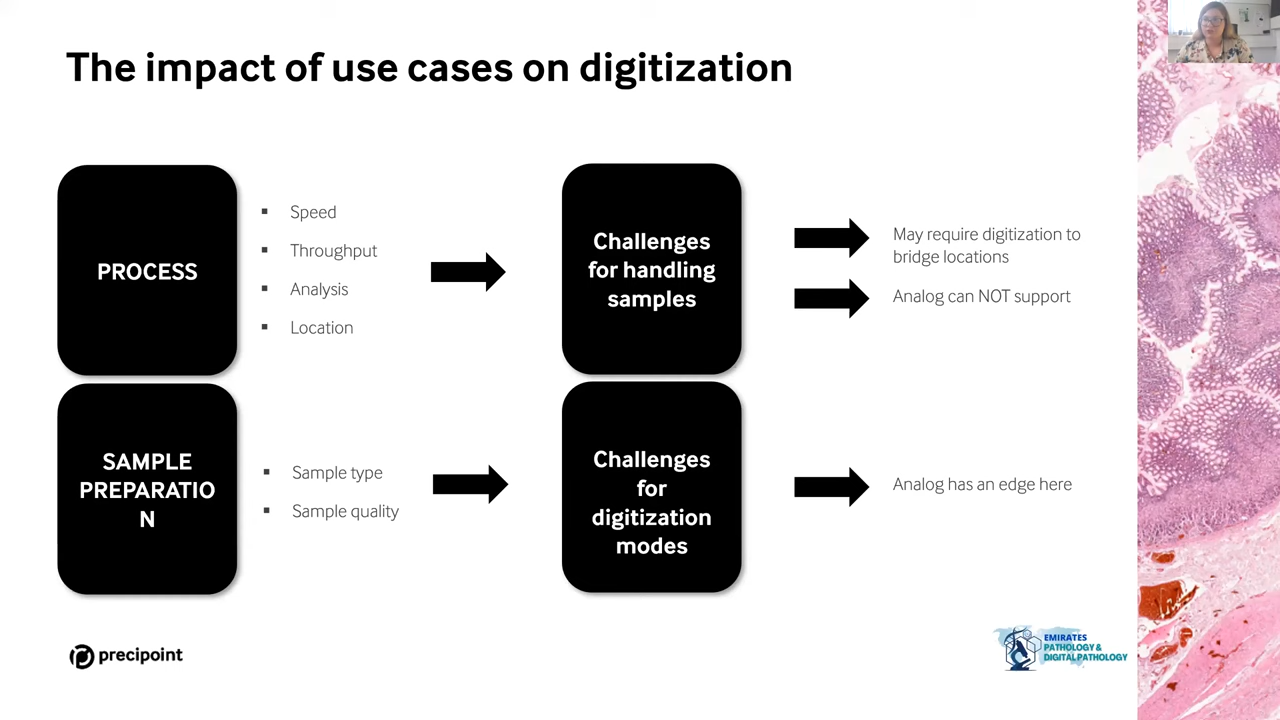 The impact of use cases on digitization
PROCESS
▪ Speed
▪ Throughput
▪ Analysis
▪ Location
Challenges
for handling
samples
May require digitization to
bridge locations
Analog can NOT support
SAMPLE
PREPARATIO
N
▪ Sample type
▪ Sample quality
Challenges
for
digitization
modes
Analog has an edge here
precipoint
EMIRATES
PATHOLOGY &
DIGITAL PATHOLOGY